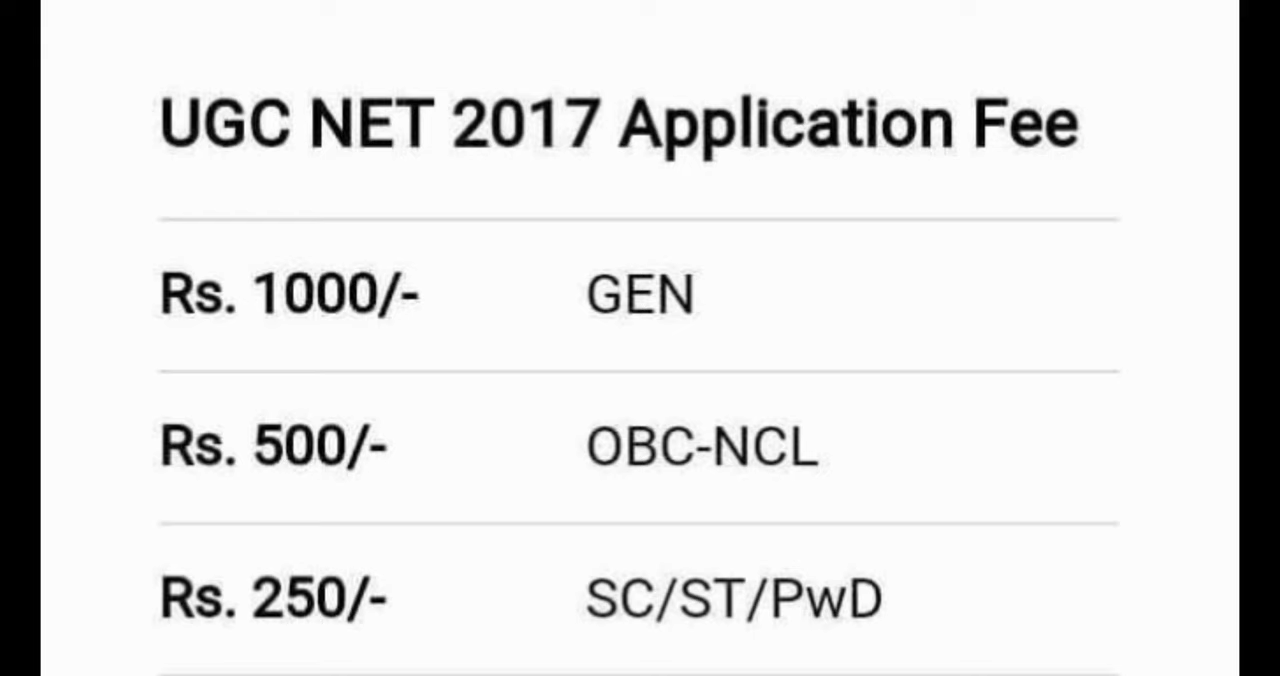 UGC NET 2017 Application Fee
Rs. 1000/- GEN
Rs. 500/- OBC-NCL
Rs. 250/- SC/ST/PwD